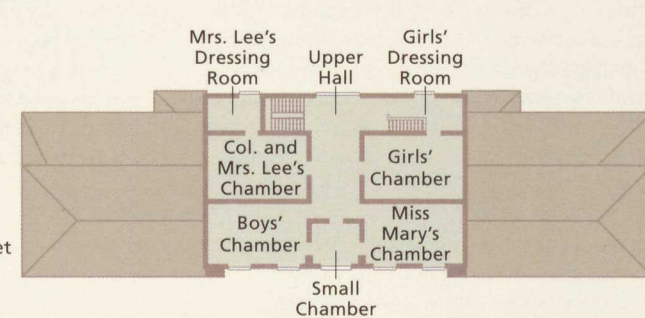 Mrs. Lee's
Dressing
Room
Upper
Hall
Girls'
Dressing
Room
Col. and
Mrs. Lee's
Chamber
Girls'
Chamber
Boys'
Chamber
Miss
Mary's
Chamber
Small
Chamber